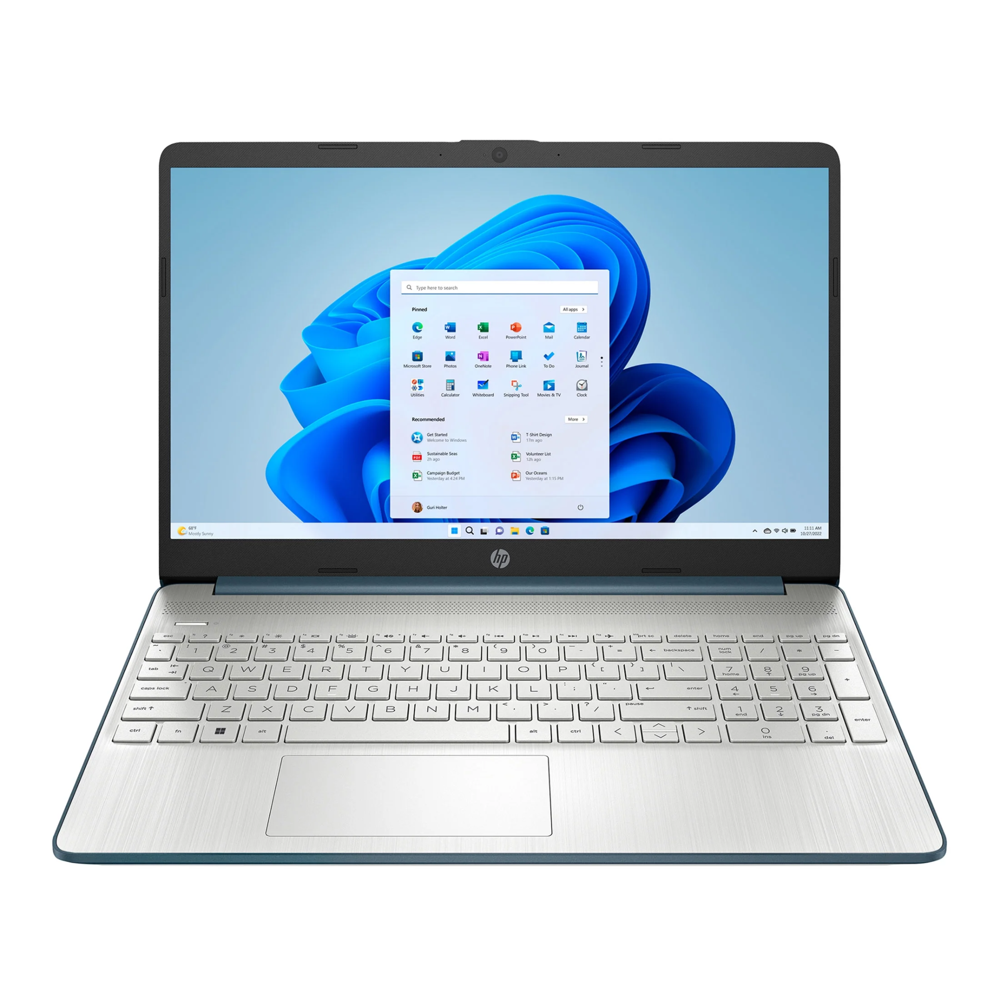 Type here to search
Pinned
All apps >
Edge Word Excel PowerPoint Mail Calendar
Microsoft Store Photos OneNote Phone Link To Do Journal
Utilities Calculator Whiteboard Snipping Tool Movies & TV Clock
Recommended
More >
Get Started
Welcome to Windows
T-Shirt Design
17m ago
Sustainable Seas
2h ago
Volunteer List
12h ago
Campaign Budget
Yesterday at 4:24 PM
Our Oceans
Yesterday at 1:15 PM
Guri Holter
68°F
Mostly Sunny
11:11 AM
10/27/2022
hp
esc ? prt sc delete home end pg up pg dn
~ ` ! 1 @ 2 # 3 $ 4 % 5 ^ 6 & 7 * 8 ( 9 ) 0 _ - + = ← backspace num lock / * -
tab Q W E R T Y U I O P { [ } ] | \ 7 home 8 ↑ 9 pg up +
caps lock A S D F G H J K L : ; " ' ← enter 4 ← 5 6 →
shift ↑ Z X C V B N M < , > . ? / pause ↑ shift 1 end 2 ↓ 3 pg dn enter
ctrl fn alt alt ctrl < > 0 ins . del